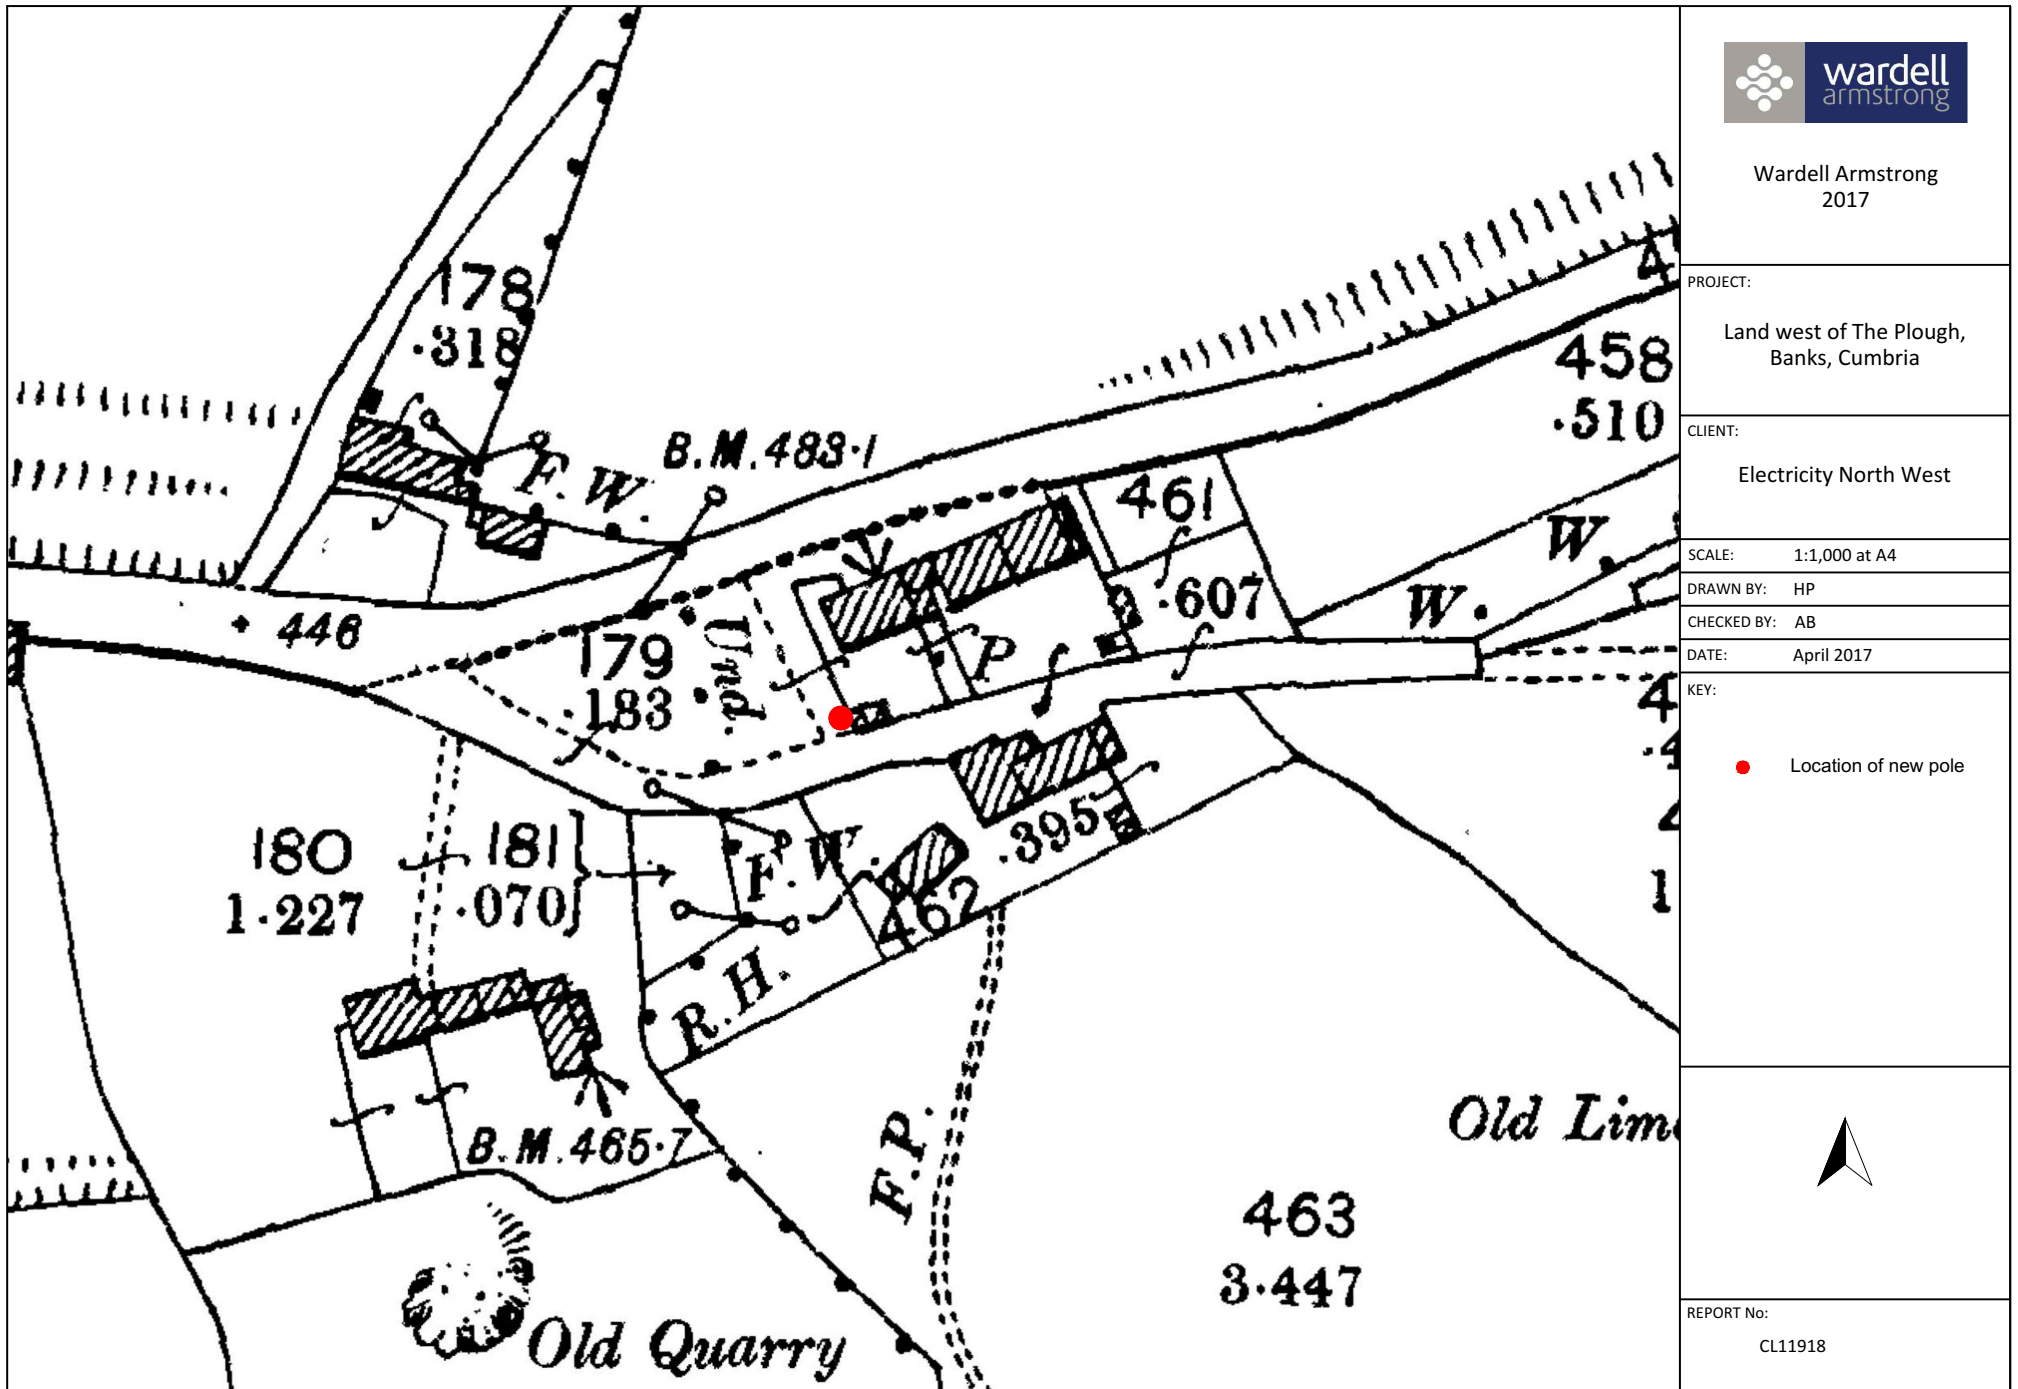 178
·318
F. W.
B.M.483·1
446
179
·183
Und.
461
·607
P
458
·510
W.
W.
180
1·227
181
·070
F. W.
R.H.
462
·395
B.M.465·7
F.P.
Old Quarry
463
3·447
Old Lim
wardell
armstrong
Wardell Armstrong
2017
PROJECT:
Land west of The Plough,
Banks, Cumbria
CLIENT:
Electricity North West
SCALE: 1:1,000 at A4
DRAWN BY: HP
CHECKED BY: AB
DATE: April 2017
KEY:
Location of new pole
REPORT No:
CL11918